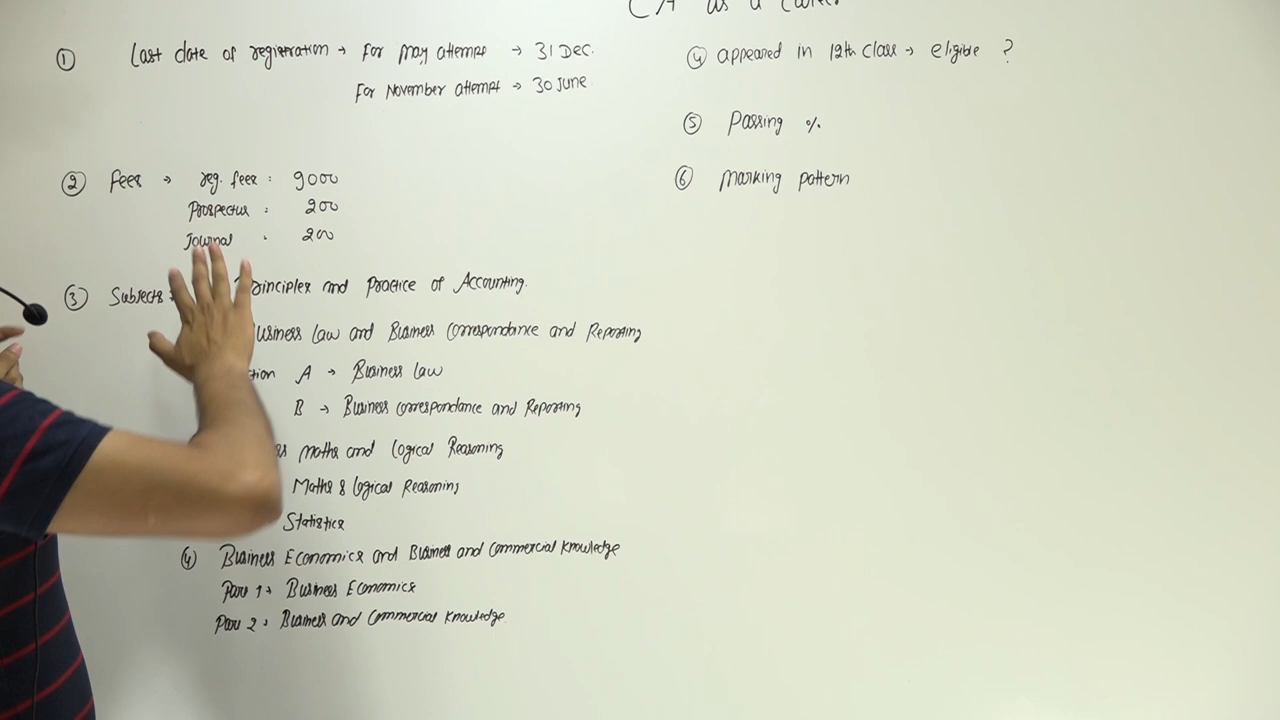 CA as a Career
① Last date of registration → For May attempt → 31 Dec.
For November attempt → 30 June.
② Fees → reg. fees : 9000
Prospectus : 200
Journal : 200
③ Subjects Principles and Practice of Accounting.
Business Law and Business Correspondance and Reporting
A → Business law
B → Business correspondance and Reporting
maths and Logical Reasoning
Maths & Logical Reasoning
Statistics
④ Business Economics and Business and Commercial Knowledge
Part 1 → Business Economics
Part 2 → Business and Commercial Knowledge.
④ appeared in 12th class → eligible ?
⑤ Passing %
⑥ Marking pattern